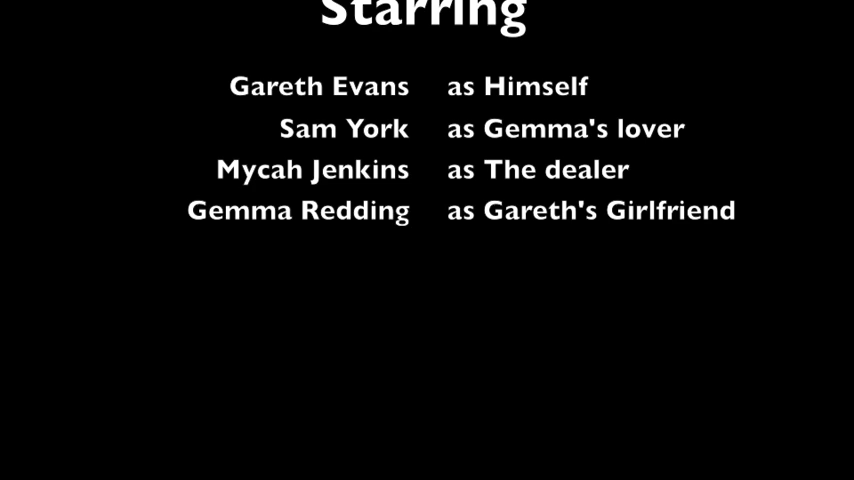 Starring
Gareth Evans as Himself
Sam York as Gemma's lover
Mycah Jenkins as The dealer
Gemma Redding as Gareth's Girlfriend